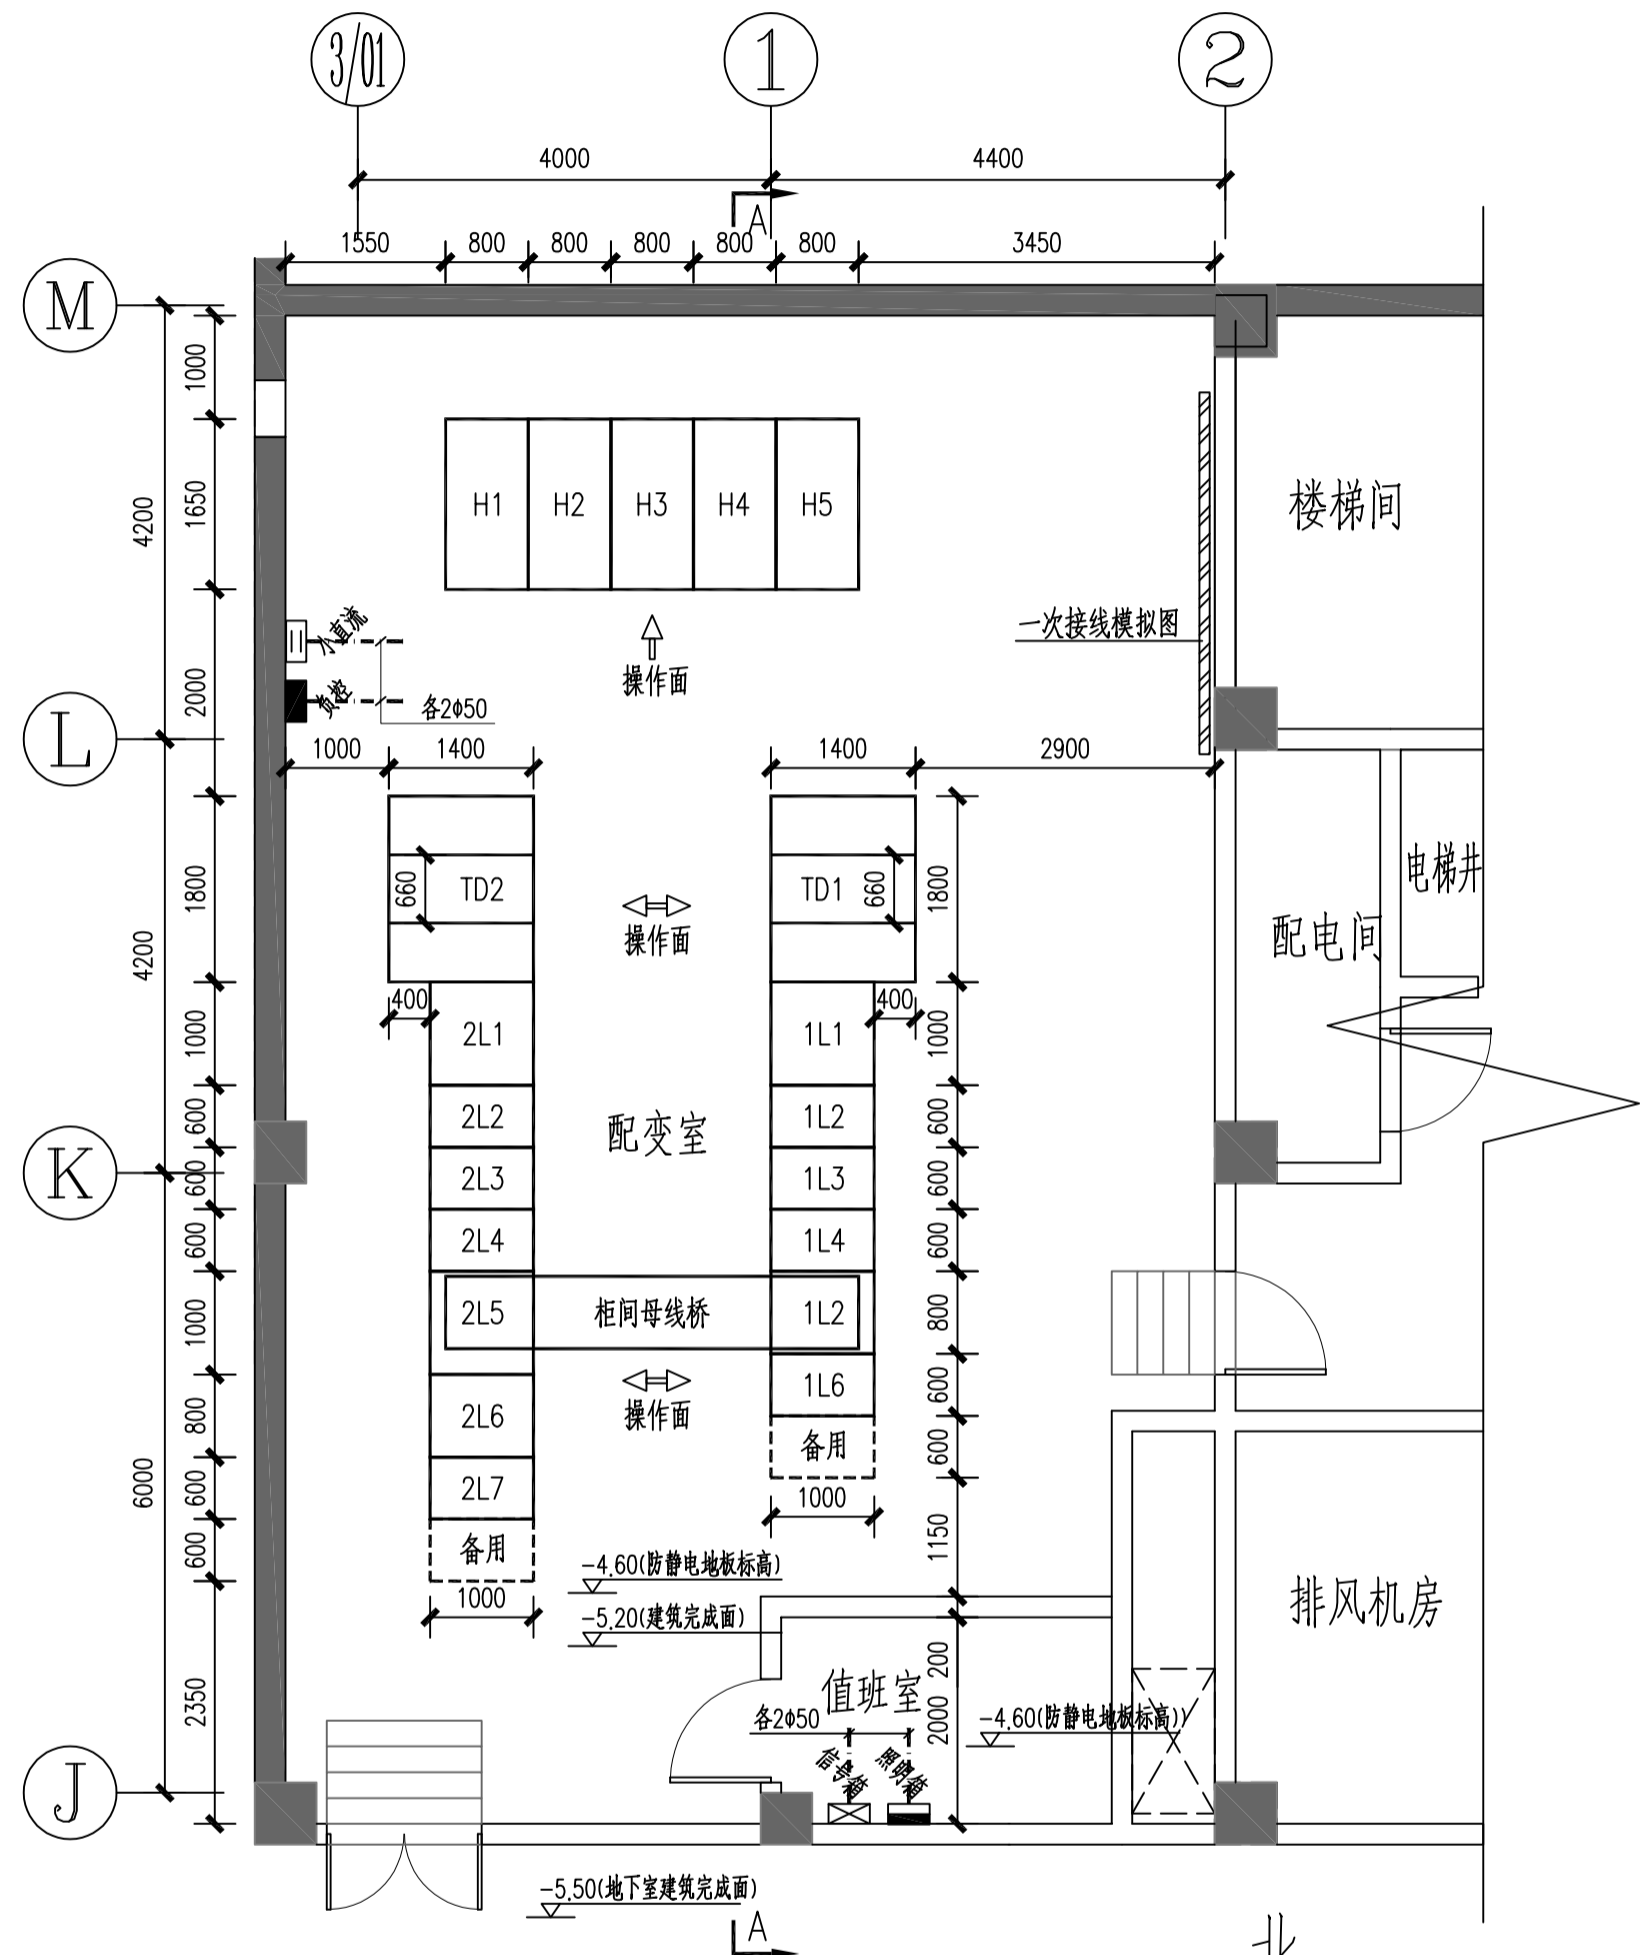 3/01
1
2
4000
4400
A
1550
800
800
800
800
800
3450
M
1000
1650
4200
H1
H2
H3
H4
H5
楼梯间
小直流
一次接线模拟图
操作面
负控
各2Φ50
2000
L
1000
1400
1400
2900
1800
660
TD2
TD1
660
1800
电梯井
操作面
配电间
4200
400
400
1000
2L1
1L1
1000
600
2L2
配变室
1L2
600
K
600
2L3
1L3
600
600
2L4
1L4
600
1000
2L5
柜间母线桥
1L2
800
1L6
600
800
2L6
操作面
备用
600
6000
600
2L7
1000
600
备用
1150
-4.60(防静电地板标高)
1000
-5.20(建筑完成面)
排风机房
200
2350
值班室
各2Φ50
2000
-4.60(防静电地板标高))
信号箱
照明箱
J
-5.50(地下室建筑完成面)
A
北